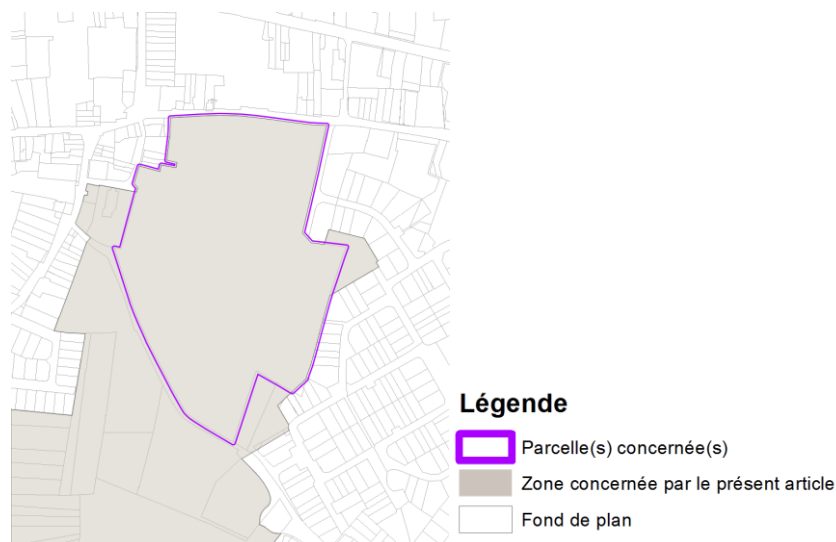 Légende
Parcelle(s) concernée(s)
Zone concernée par le présent article
Fond de plan